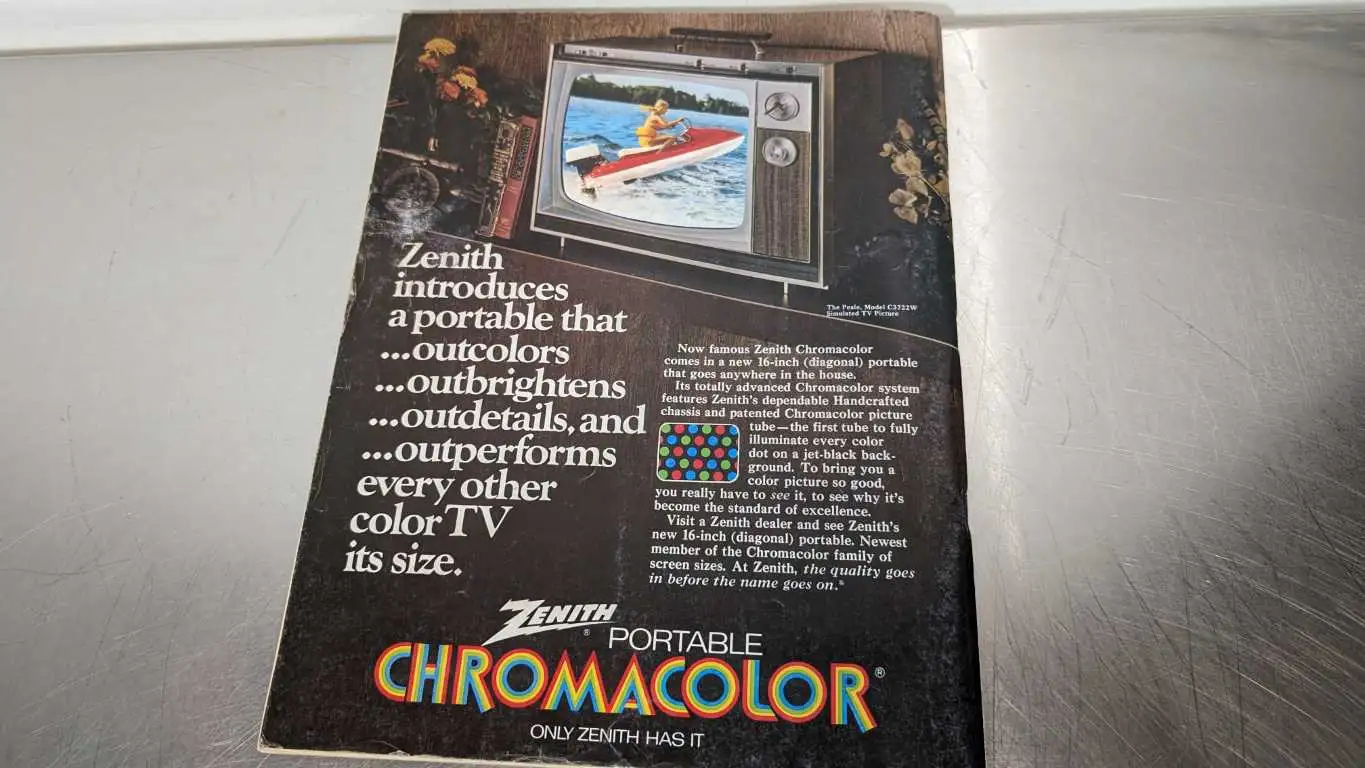 Zenith
introduces
a portable that
...outcolors
...outbrightens
...outdetails, and
...outperforms
every other
color TV
its size.
The Peale, Model C3722W
Simulated TV Picture
Now famous Zenith Chromacolor
comes in a new 16-inch (diagonal) portable
that goes anywhere in the house.
Its totally advanced Chromacolor system
features Zenith's dependable Handcrafted
chassis and patented Chromacolor picture
tube—the first tube to fully
illuminate every color
dot on a jet-black back-
ground. To bring you a
color picture so good,
you really have to see it, to see why it's
become the standard of excellence.
Visit a Zenith dealer and see Zenith's
new 16-inch (diagonal) portable. Newest
member of the Chromacolor family of
screen sizes. At Zenith, the quality goes
in before the name goes on.®
ZENITH®
PORTABLE
CHROMACOLOR®
ONLY ZENITH HAS IT